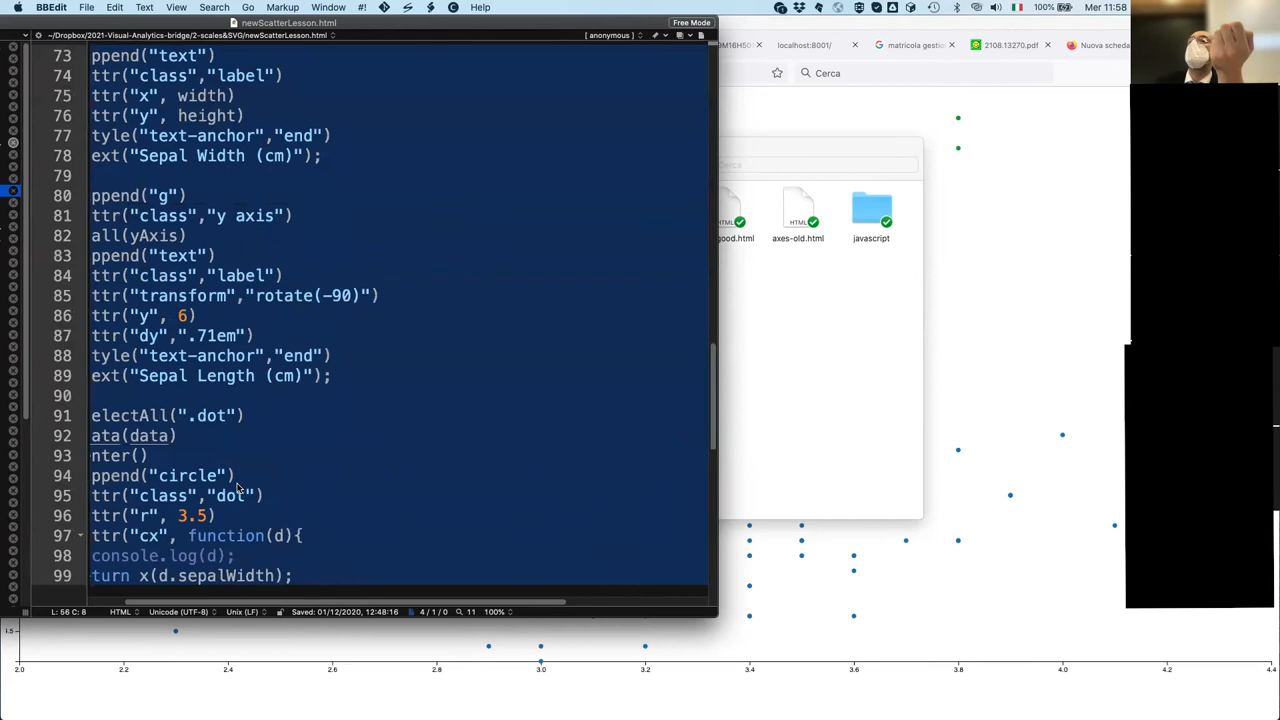 BBEdit File Edit Text View Search Go Markup Window #! Help 100% Mer 11:58
newScatterLesson.html Free Mode
~/Dropbox/2021-Visual-Analytics-bridge/2-scales&SVG/newScatterLesson.html [ anonymous ]
localhost:8001/ matricola gesti 2108.13270.pdf Nuova scheda
Cerca
73 ppend("text")
74 ttr("class","label")
75 ttr("x", width)
76 ttr("y", height)
77 tyle("text-anchor","end")
78 ext("Sepal Width (cm)");
79
80 ppend("g")
81 ttr("class","y axis")
82 all(yAxis)
83 ppend("text")
84 ttr("class","label")
85 ttr("transform","rotate(-90)")
86 ttr("y", 6)
87 ttr("dy",".71em")
88 tyle("text-anchor","end")
89 ext("Sepal Length (cm)");
90
91 electAll(".dot")
92 ata(data)
93 nter()
94 ppend("circle")
95 ttr("class","dot")
96 ttr("r", 3.5)
97 ttr("cx", function(d){
98 console.log(d);
99 turn x(d.sepalWidth);
Cerca
HTML HTML
good.html axes-old.html javascript
L: 56 C: 8 HTML Unicode (UTF-8) Unix (LF) Saved: 01/12/2020, 12:48:16 4 / 1 / 0 11 100%
4.5
2.0 2.2 2.4 2.6 2.8 3.0 3.2 3.4 3.6 3.8 4.0 4.2 4.4